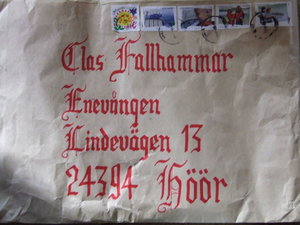 Clas Fallhammar
Enevången
Lindevägen 13
24394 Höör